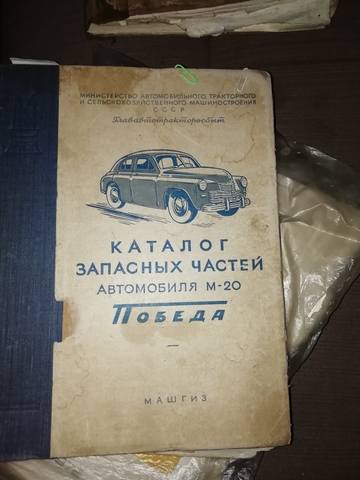 МИНИСТЕРСТВО АВТОМОБИЛЬНОГО, ТРАКТОРНОГО
И СЕЛЬСКОХОЗЯЙСТВЕННОГО МАШИНОСТРОЕНИЯ
СССР
Глававтотракторосбыт
КАТАЛОГ
ЗАПАСНЫХ ЧАСТЕЙ
АВТОМОБИЛЯ М-20
ПОБЕДА
МАШГИЗ